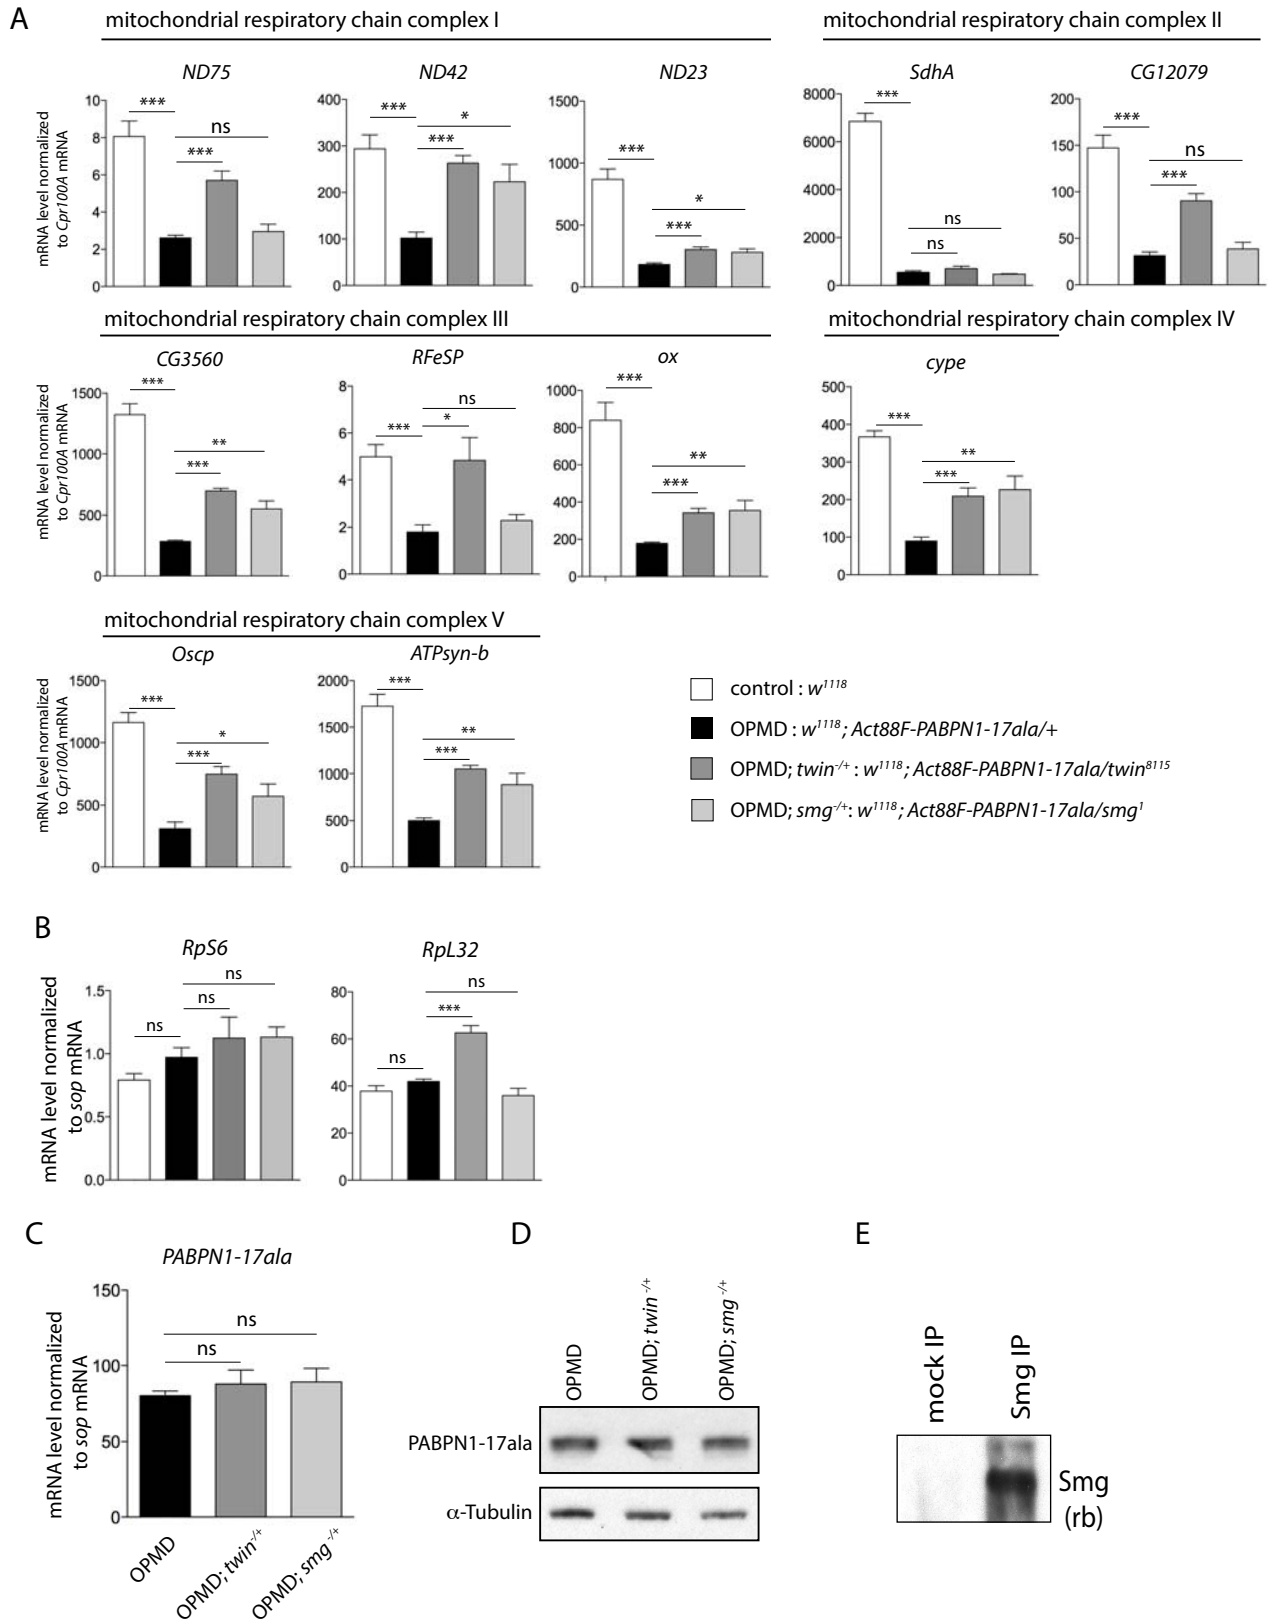 A
mitochondrial respiratory chain complex I
mitochondrial respiratory chain complex II
ND75
ND42
ND23
SdhA
CG12079
mRNA level normalized
to Cpr100A mRNA
10
8
6
4
2
0
***
***
ns
400
300
200
100
0
***
***
*
1500
1000
500
0
***
***
*
8000
6000
4000
2000
0
***
ns
ns
200
150
100
50
0
***
***
ns
mitochondrial respiratory chain complex III
mitochondrial respiratory chain complex IV
CG3560
RFeSP
ox
cype
mRNA level normalized
to Cpr100A mRNA
1500
1000
500
0
***
***
**
8
6
4
2
0
***
*
ns
1000
800
600
400
200
0
***
***
**
500
400
300
200
100
0
***
***
**
mitochondrial respiratory chain complex V
Oscp
ATPsyn-b
mRNA level normalized
to Cpr100A mRNA
1500
1000
500
0
***
***
*
2000
1500
1000
500
0
***
***
**
control : w1118
OPMD : w1118; Act88F-PABPN1-17ala/+
OPMD; twin-/+ : w1118; Act88F-PABPN1-17ala/twin8115
OPMD; smg-/+: w1118; Act88F-PABPN1-17ala/smg1
B
RpS6
RpL32
mRNA level normalized
to sop mRNA
1.5
1.0
0.5
0.0
ns
ns
ns
80
60
40
20
0
ns
***
ns
C
PABPN1-17ala
mRNA level normalized
to sop mRNA
150
100
50
0
ns
ns
OPMD
OPMD; twin-/+
OPMD; smg-/+
D
OPMD
OPMD; twin -/+
OPMD; smg -/+
PABPN1-17ala
α-Tubulin
E
mock IP
Smg IP
Smg
(rb)